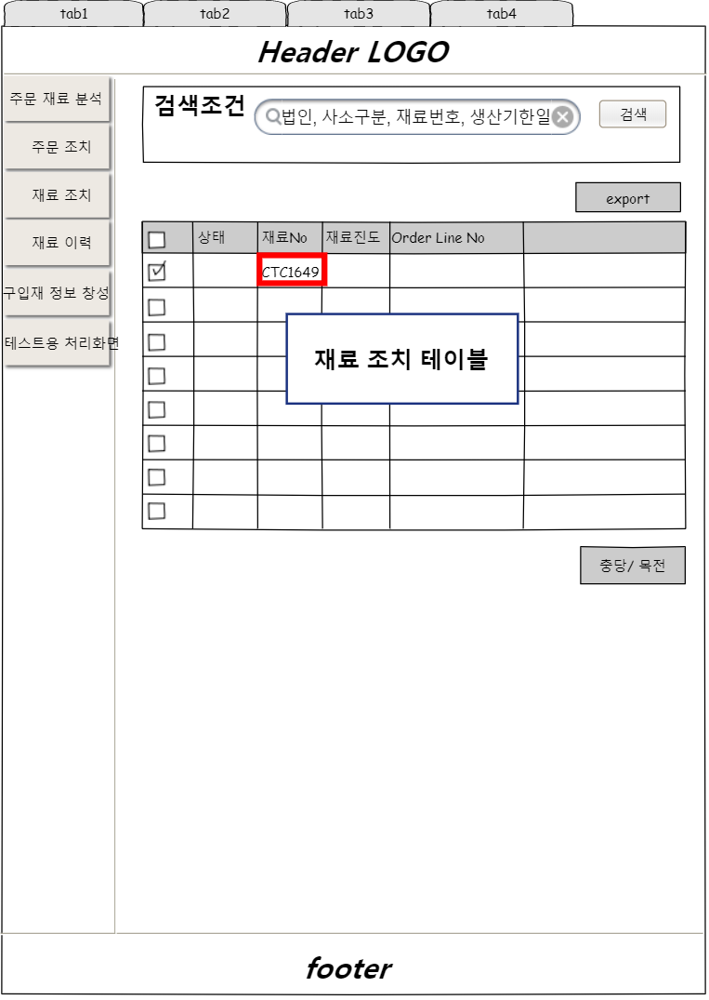 tab1 tab2 tab3 tab4
Header LOGO
주문 재료 분석
주문 조치
재료 조치
재료 이력
구입재 정보 창성
테스트용 처리화면
검색조건 법인, 사소구분, 재료번호, 생산기한일 검색
export
상태 재료No 재료진도 Order Line No
CTC1649
재료 조치 테이블
충당/ 목전
footer